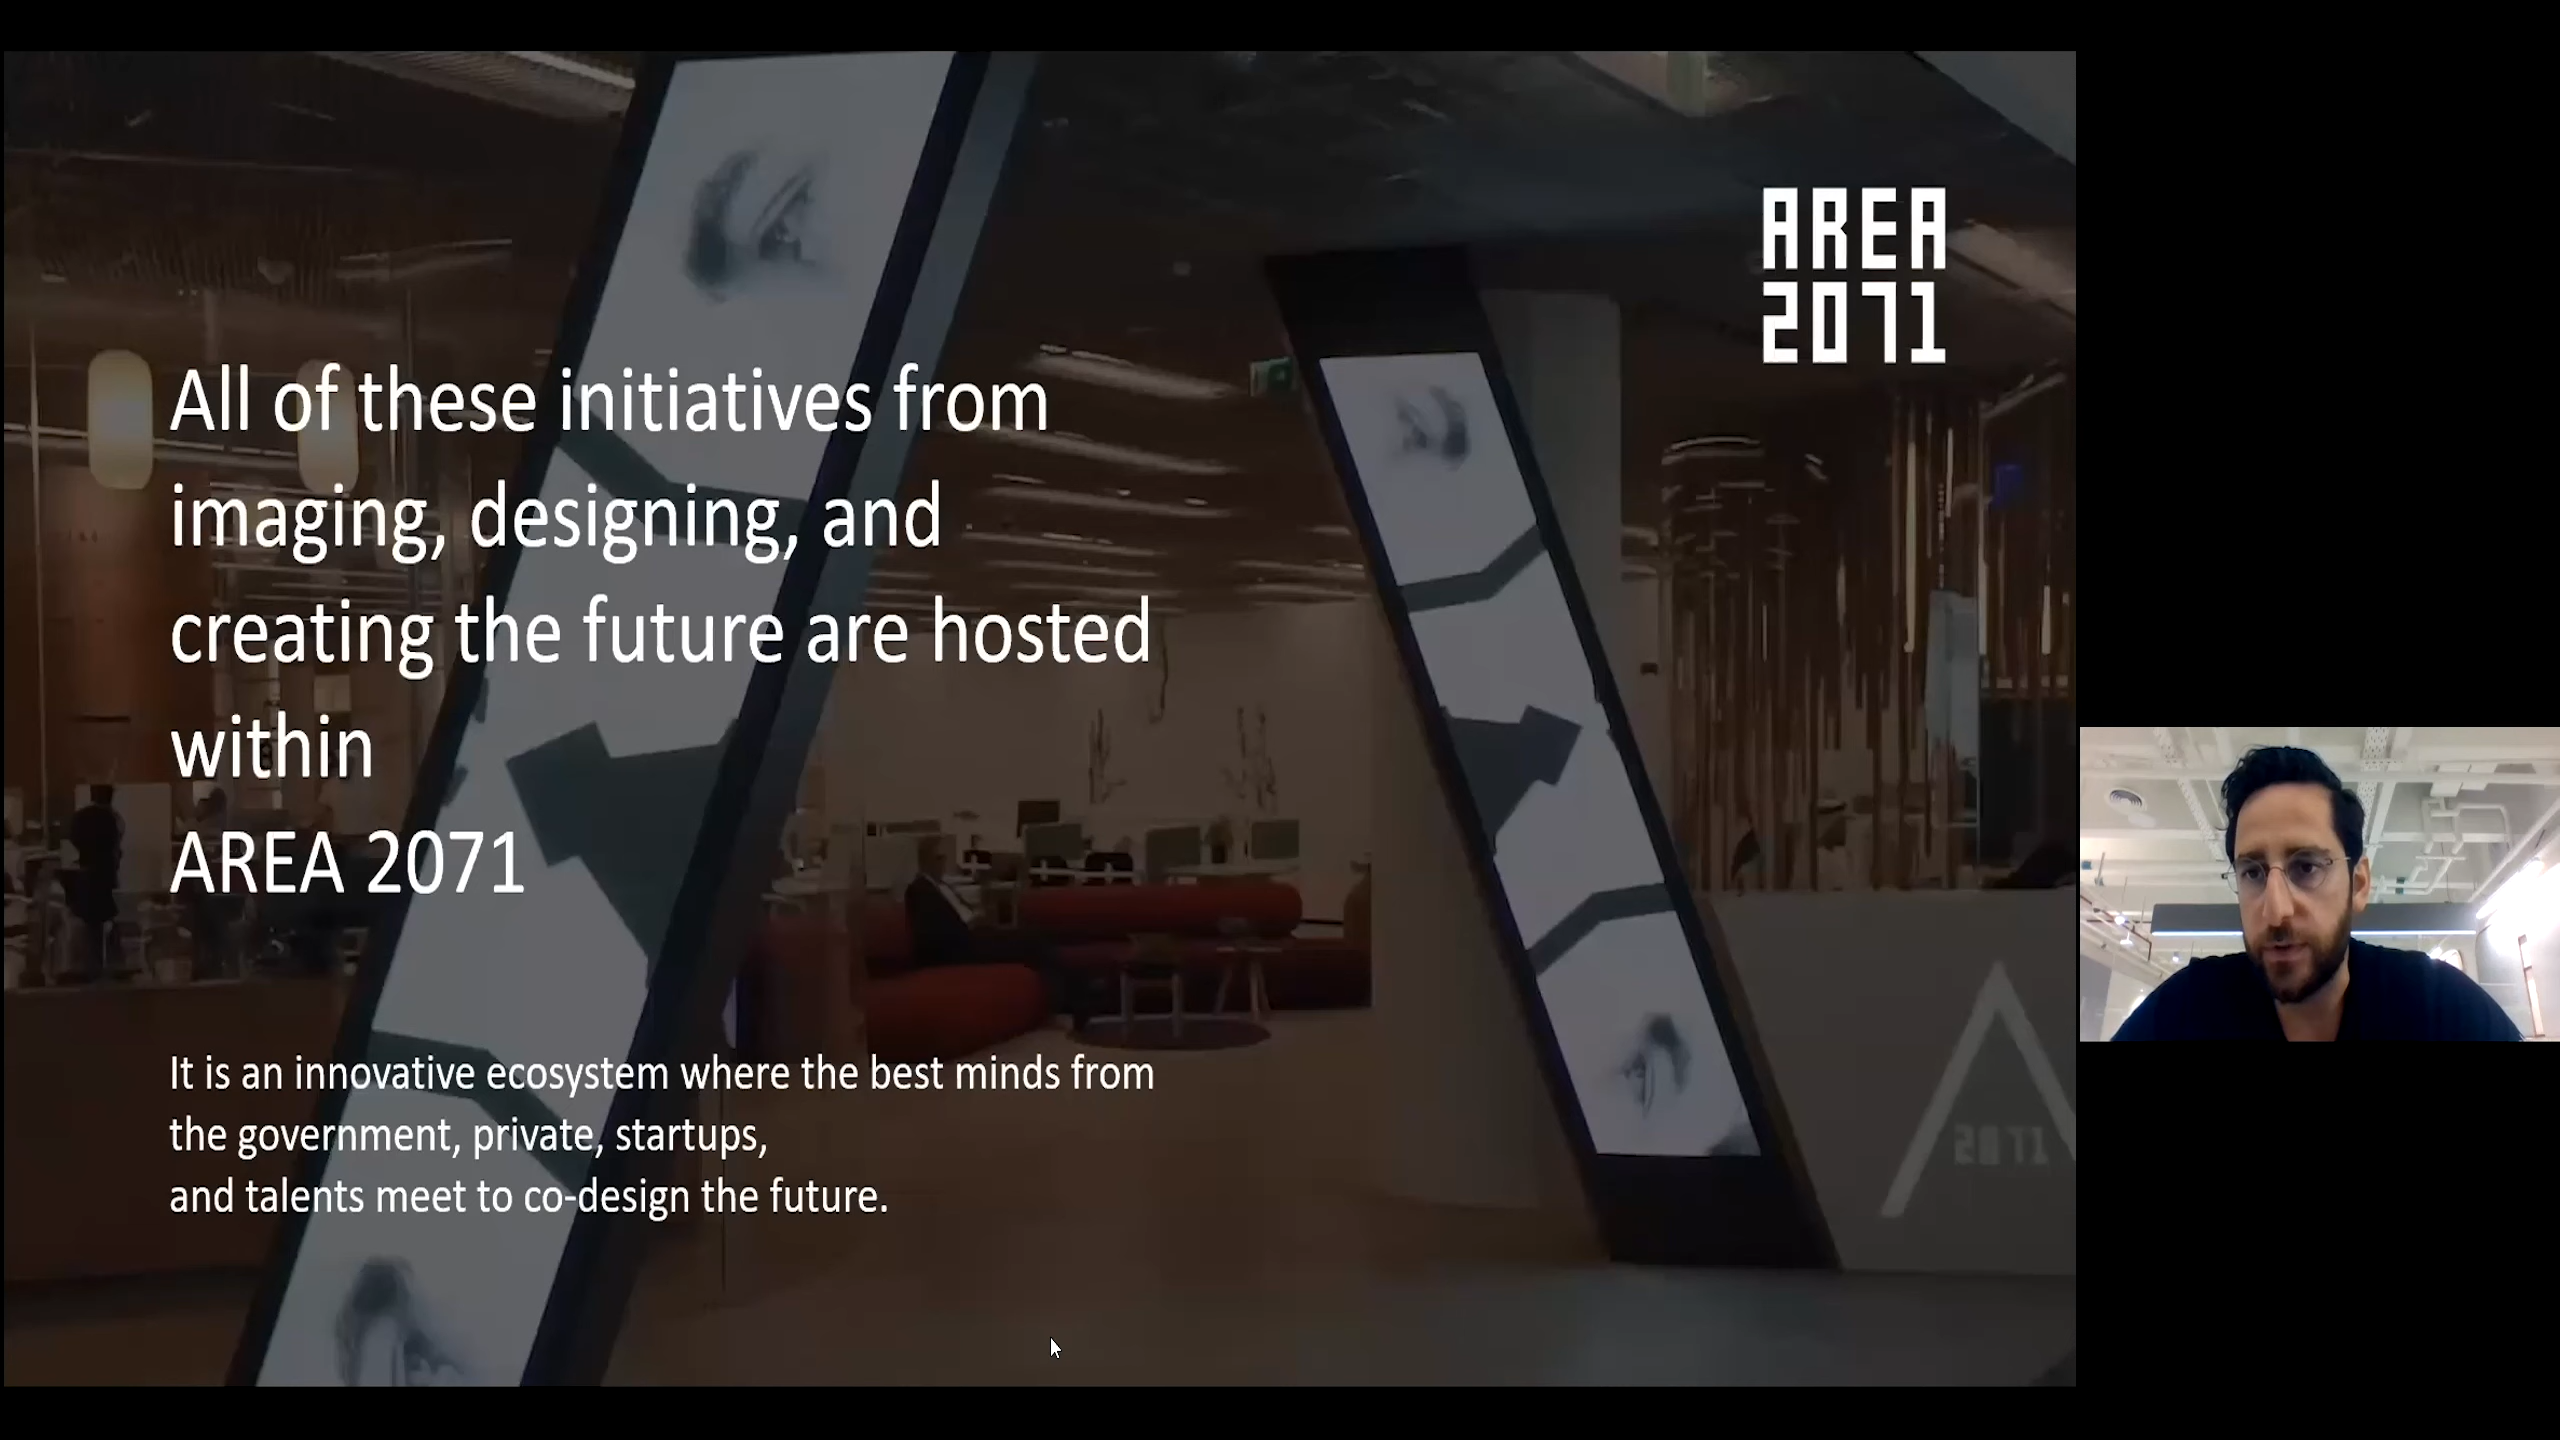 AREA
2071
All of these initiatives from
imaging, designing, and
creating the future are hosted
within
AREA 2071
It is an innovative ecosystem where the best minds from
the government, private, startups,
and talents meet to co-design the future.
2071